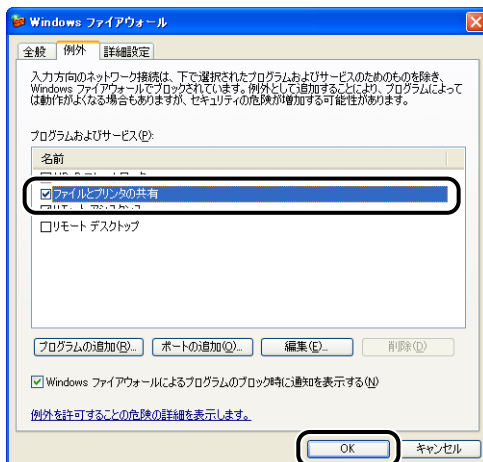 Windows ファイアウォール
全般 例外 詳細設定
入力方向のネットワーク接続は、下で選択されたプログラムおよびサービスのためのものを除き、
Windows ファイアウォールでブロックされています。例外として追加することにより、プログラムによって
は動作がよくなる場合もありますが、セキュリティの危険が増加する可能性があります。
プログラムおよびサービス(P):
名前
ファイルとプリンタの共有
リモート アシスタンス
リモート デスクトップ
プログラムの追加(R)... ポートの追加(O)... 編集(E)... 削除(D)
Windows ファイアウォールによるプログラムのブロック時に通知を表示する(N)
例外を許可することの危険の詳細を表示します。
OK キャンセル